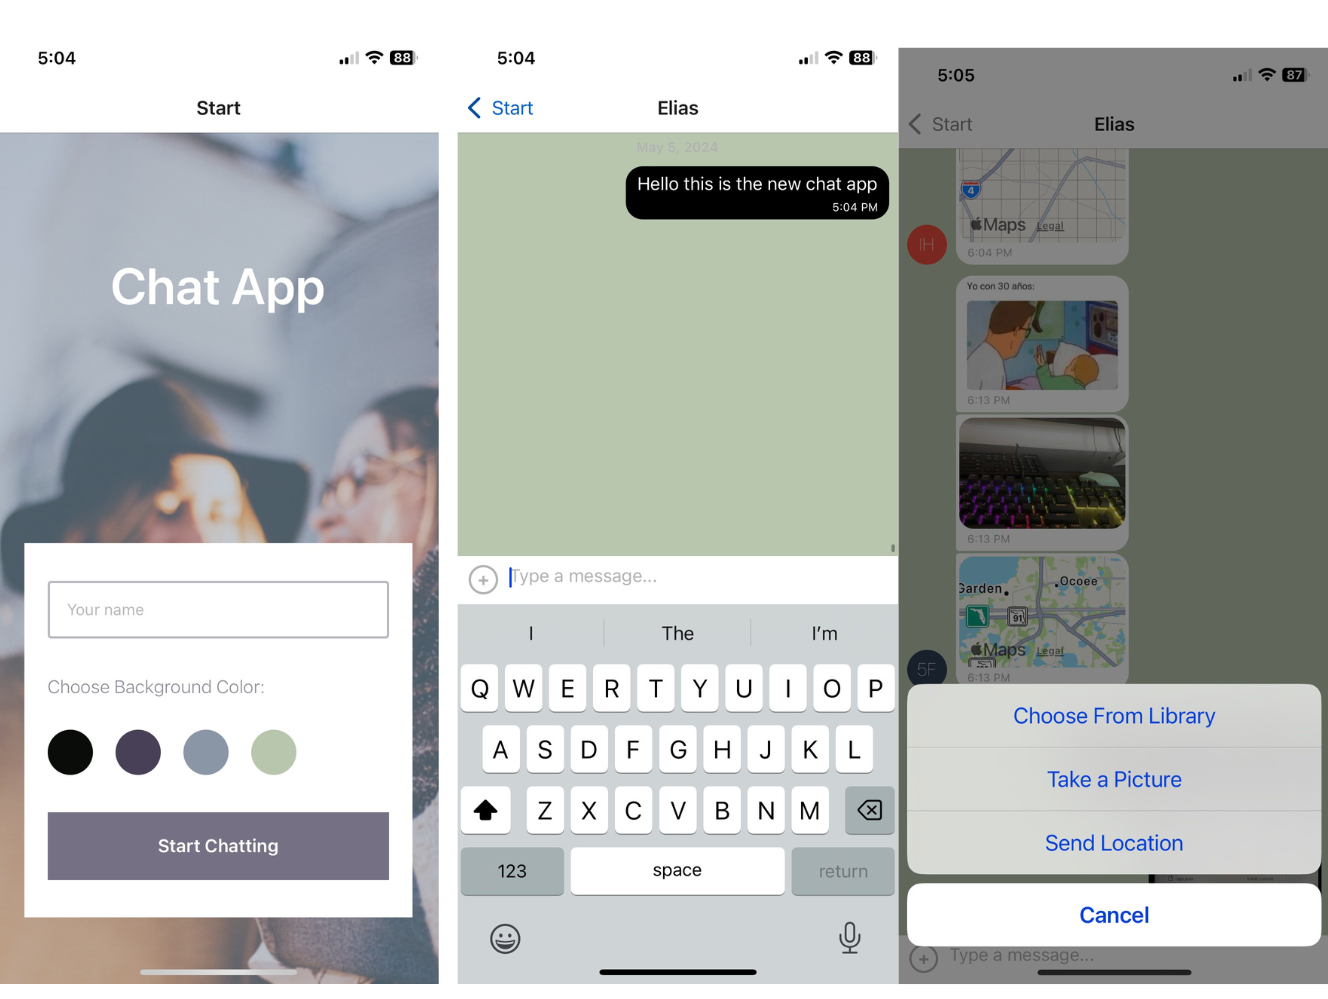 5:04
88
Start
Chat App
Your name
Choose Background Color:
Start Chatting
5:04
88
Start
Elias
May 5, 2024
Hello this is the new chat app
5:04 PM
Type a message...
I The I'm
Q W E R T Y U I O P
A S D F G H J K L
Z X C V B N M
123 space return
5:05
87
Start
Elias
4
Maps Legal
IH
6:04 PM
Yo con 30 años:
6:13 PM
6:13 PM
Garden
Ocoee
91
Maps Legal
5F
6:13 PM
Choose From Library
Take a Picture
Send Location
Cancel
Type a message...